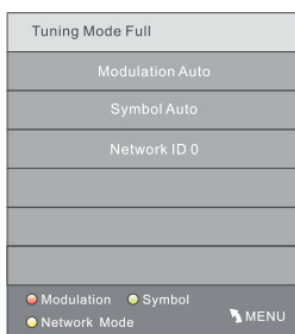 Tuning Mode Full
Modulation Auto
Symbol Auto
Network ID 0
Modulation Symbol
Network Mode MENU